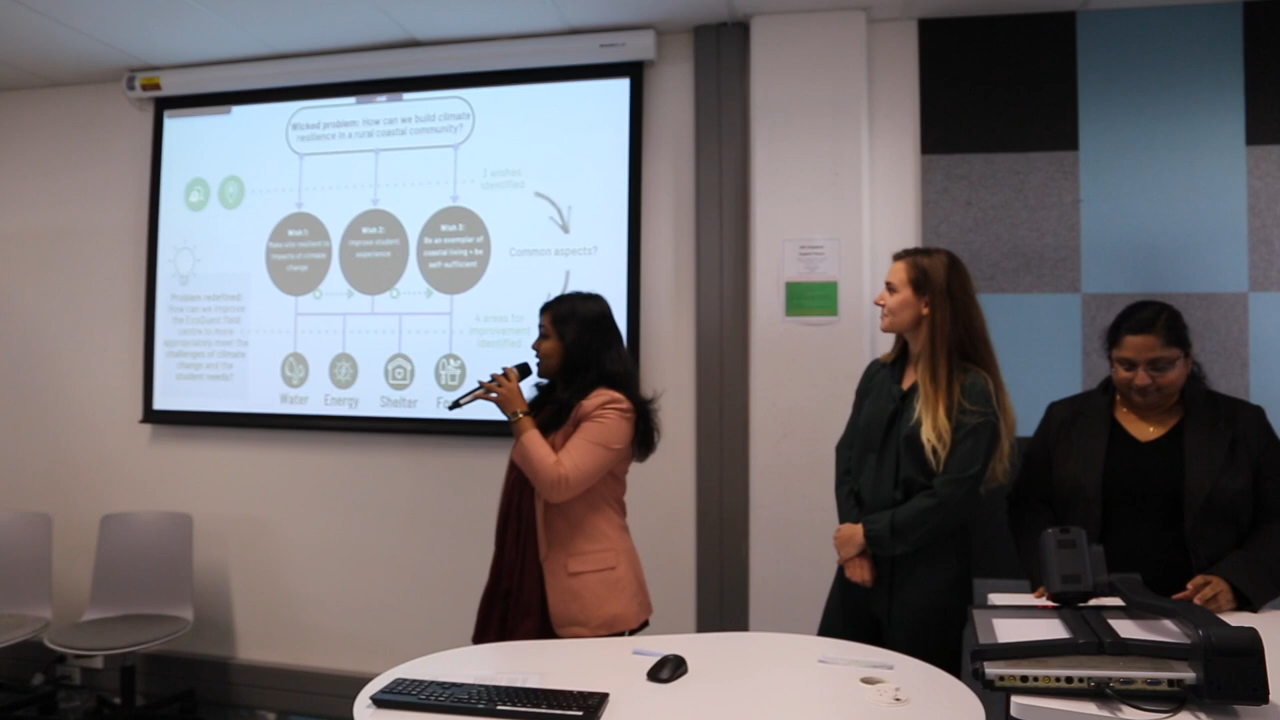 Wicked problem: How can we build climate
resilience in a rural coastal community?
3 wishes
identified
Wish 1:
Make site resilient to
impacts of climate
change
Wish 2:
Improve student
experience
Wish 3:
Be an exemplar of
coastal living + be
self-sufficient
Common aspects?
Problem redefined:
How can we improve
the EcoQuest field
centre to more
appropriately meet the
challenges of climate
change and the
student needs?
4 areas for
improvement
identified
Water
Energy
Shelter